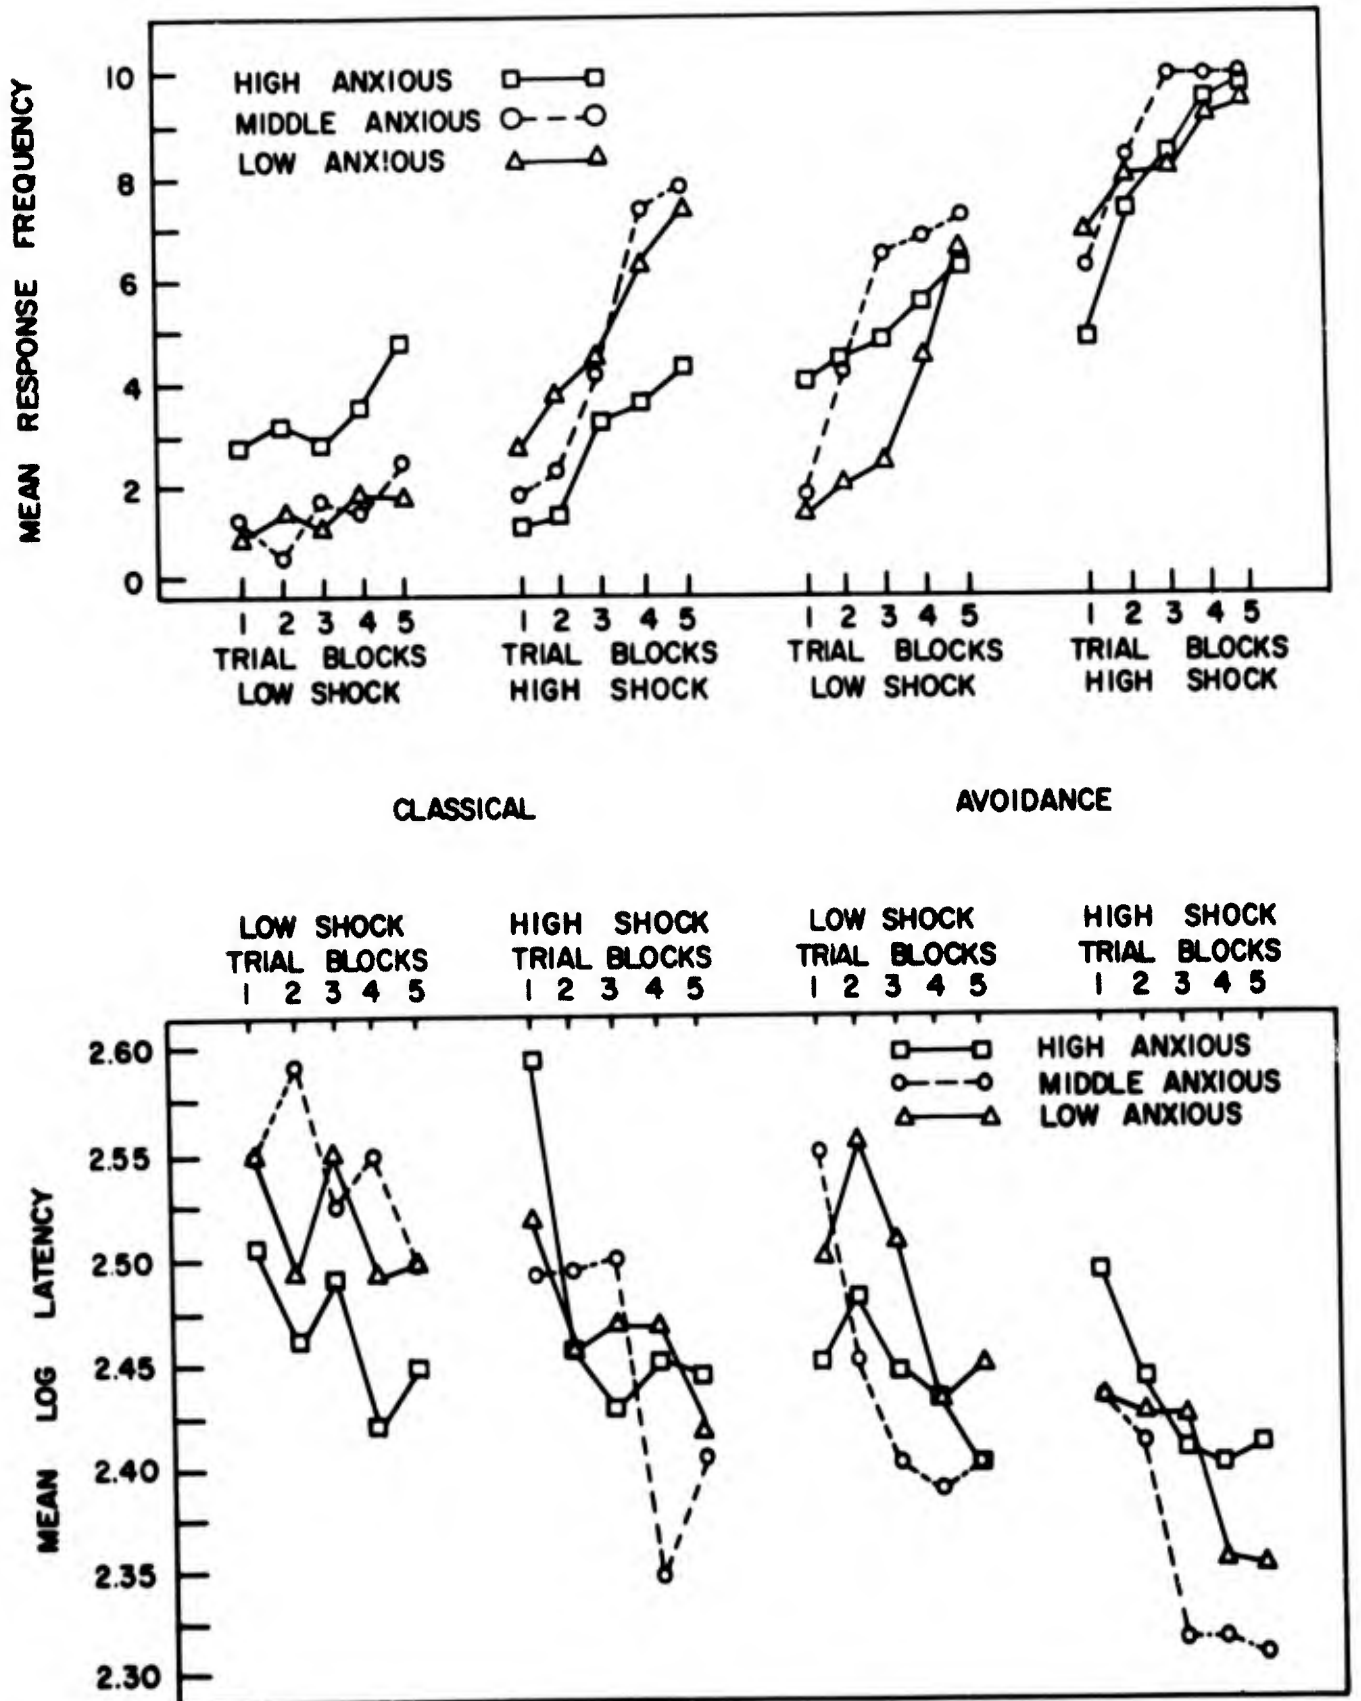 MEAN RESPONSE FREQUENCY
10
8
6
4
2
0
HIGH ANXIOUS
MIDDLE ANXIOUS
LOW ANX!OUS
1 2 3 4 5
TRIAL BLOCKS
LOW SHOCK
1 2 3 4 5
TRIAL BLOCKS
HIGH SHOCK
1 2 3 4 5
TRIAL BLOCKS
LOW SHOCK
1 2 3 4 5
TRIAL BLOCKS
HIGH SHOCK
CLASSICAL
AVOIDANCE
LOW SHOCK
TRIAL BLOCKS
1 2 3 4 5
HIGH SHOCK
TRIAL BLOCKS
1 2 3 4 5
LOW SHOCK
TRIAL BLOCKS
1 2 3 4 5
HIGH SHOCK
TRIAL BLOCKS
1 2 3 4 5
MEAN LOG LATENCY
2.60
2.55
2.50
2.45
2.40
2.35
2.30
HIGH ANXIOUS
MIDDLE ANXIOUS
LOW ANXIOUS